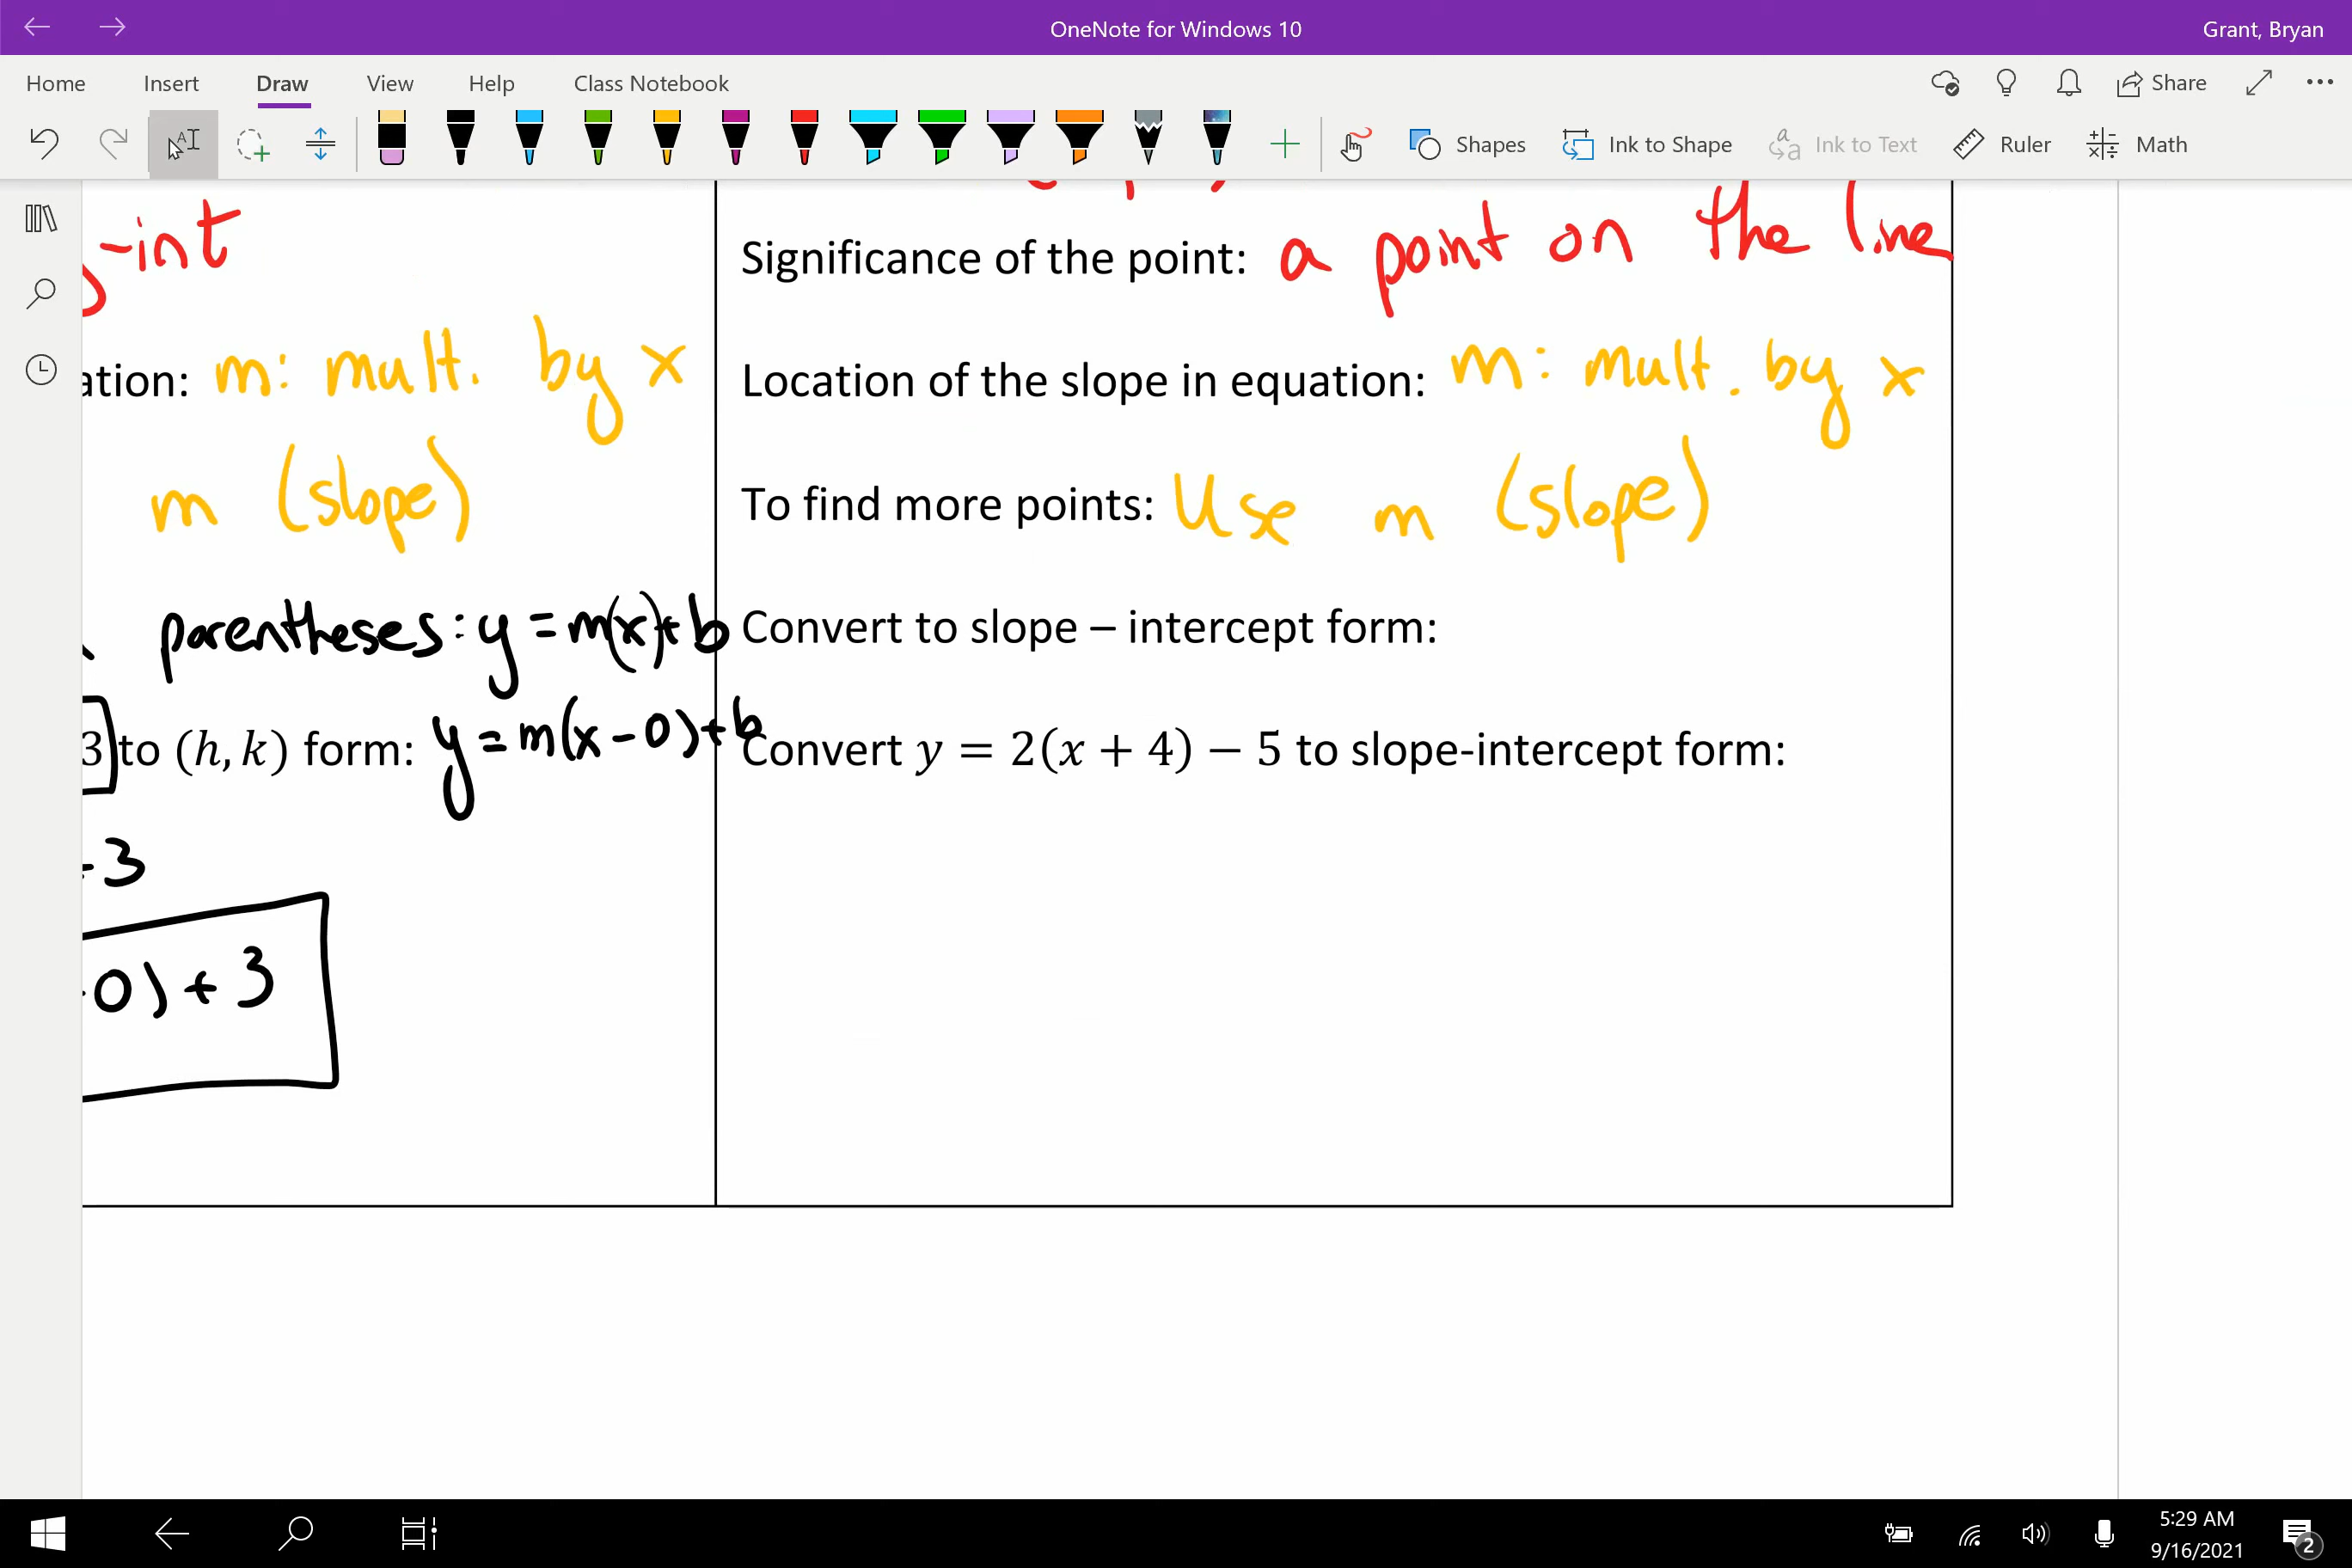 OneNote for Windows 10
Grant, Bryan
Home Insert Draw View Help Class Notebook Share
Shapes Ink to Shape Ink to Text Ruler Math
y-int
ation: m: mult. by x
m (slope)
parentheses: y = m(x)+b
3 to (h, k) form: y=m(x-0)+b
-3
-0)+3
Significance of the point: a point on the line
Location of the slope in equation: m: mult. by x
To find more points: Use m (slope)
Convert to slope – intercept form:
Convert y = 2(x + 4) − 5 to slope-intercept form:
5:29 AM
9/16/2021
2